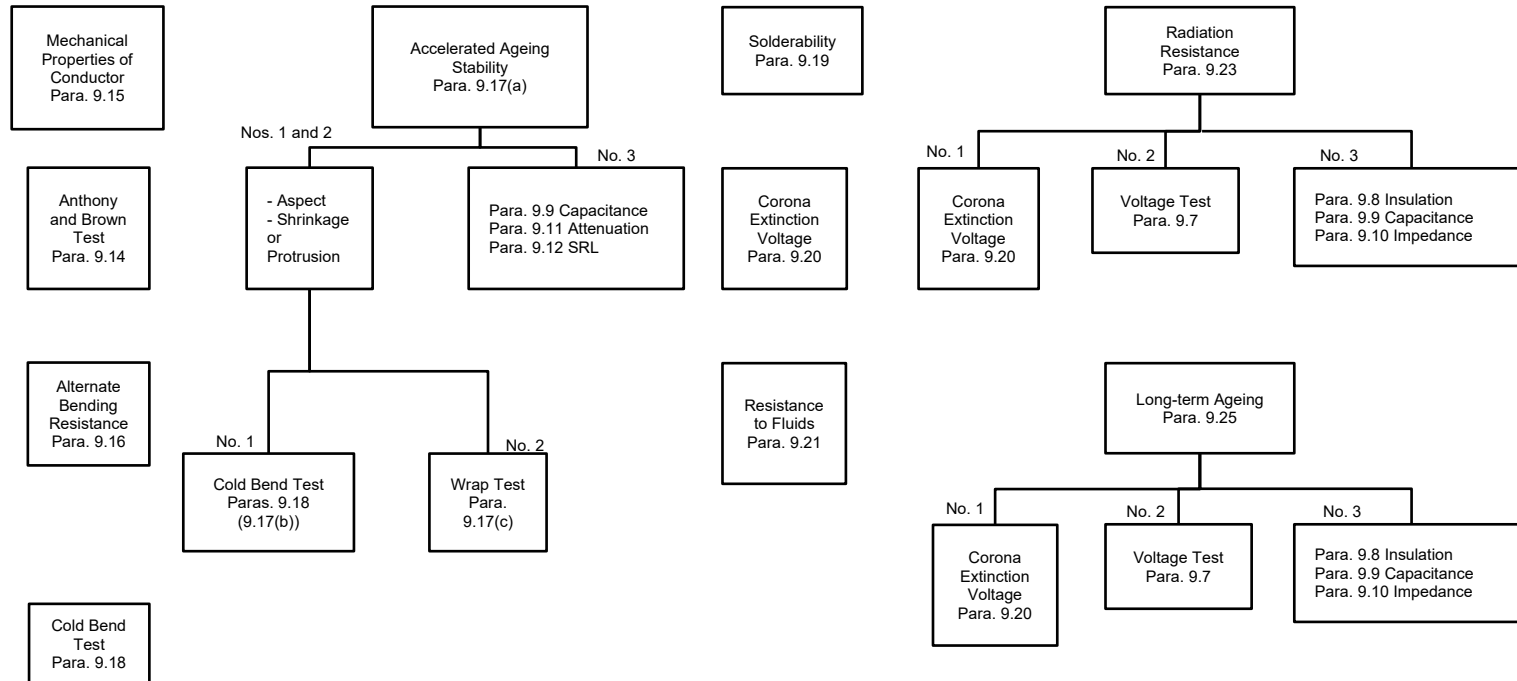 Mechanical
Properties of
Conductor
Para. 9.15
Accelerated Ageing
Stability
Para. 9.17(a)
Solderability
Para. 9.19
Radiation
Resistance
Para. 9.23
Nos. 1 and 2
No. 3
No. 1
No. 2
No. 3
Anthony
and Brown
Test
Para. 9.14
- Aspect
- Shrinkage
or
Protrusion
Para. 9.9 Capacitance
Para. 9.11 Attenuation
Para. 9.12 SRL
Corona
Extinction
Voltage
Para. 9.20
Corona
Extinction
Voltage
Para. 9.20
Voltage Test
Para. 9.7
Para. 9.8 Insulation
Para. 9.9 Capacitance
Para. 9.10 Impedance
Alternate
Bending
Resistance
Para. 9.16
No. 1
No. 2
Cold Bend Test
Paras. 9.18
(9.17(b))
Wrap Test
Para.
9.17(c)
Resistance
to Fluids
Para. 9.21
Long-term Ageing
Para. 9.25
No. 1
No. 2
No. 3
Corona
Extinction
Voltage
Para. 9.20
Voltage Test
Para. 9.7
Para. 9.8 Insulation
Para. 9.9 Capacitance
Para. 9.10 Impedance
Cold Bend
Test
Para. 9.18